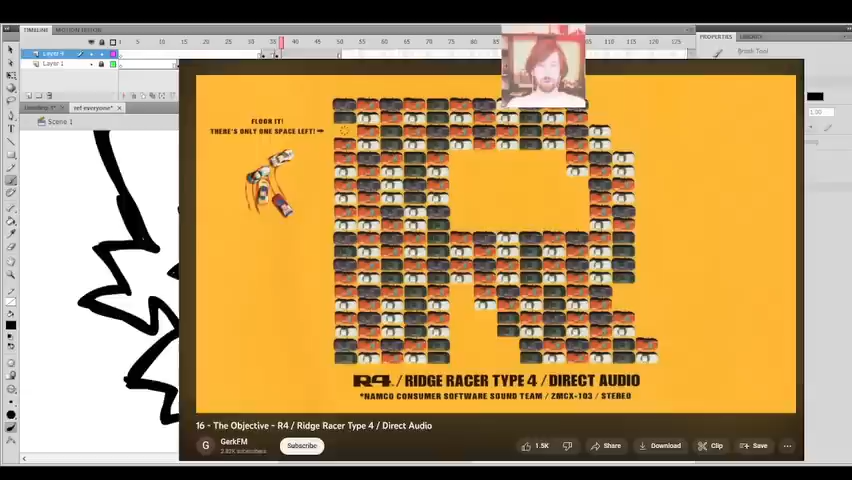 TIMELINE
MOTION EDITOR
Layer 1
Scene 1
PROPERTIES
LIBRARY
Brush Tool
1.00
FLOOR IT!
THERE'S ONLY ONE SPACE LEFT!
R4. / RIDGE RACER TYPE 4 / DIRECT AUDIO
*NAMCO CONSUMER SOFTWARE SOUND TEAM / ZMCX-103 / STEREO
16 - The Objective - R4 / Ridge Racer Type 4 / Direct Audio
G
GerkFM
Subscribe
1.5K
Share
Download
Clip
Save